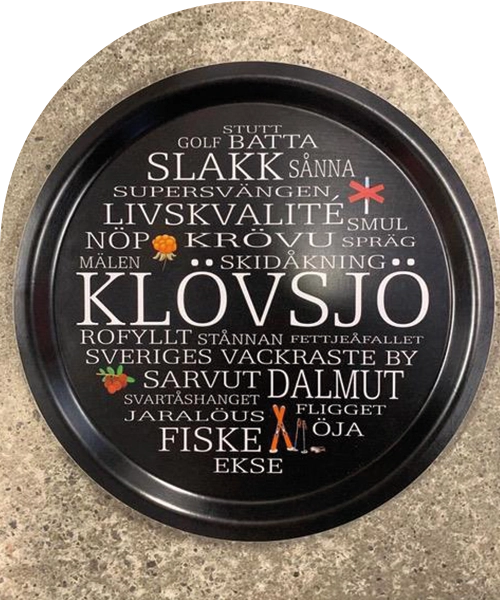 STUTT
GOLF BATTA
SLAKK SÅNNA
SUPERSVÄNGEN,
LIVSKVALITÉ SMUL
NÖP KRÖVU SPRÄG
MÄLEN SKIDÅKNING
KLÖVSJÖ
ROFYLLT STÅNNAN FETTJEÅFALLET
SVERIGES VACKRASTE BY
SARVUT DALMUT
SVARTÅSHANGET FLIGGET
JARALÖUS ÖJA
FISKE
EKSE